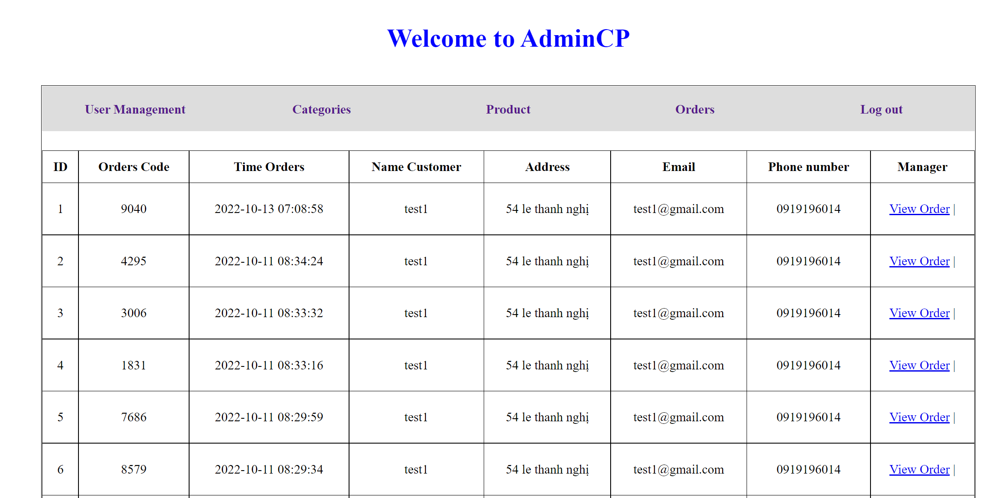 Welcome to AdminCP
User Management Categories Product Orders Log out
ID Orders Code Time Orders Name Customer Address Email Phone number Manager
1 9040 2022-10-13 07:08:58 test1 54 le thanh nghị test1@gmail.com 0919196014 View Order |
2 4295 2022-10-11 08:34:24 test1 54 le thanh nghị test1@gmail.com 0919196014 View Order |
3 3006 2022-10-11 08:33:32 test1 54 le thanh nghị test1@gmail.com 0919196014 View Order |
4 1831 2022-10-11 08:33:16 test1 54 le thanh nghị test1@gmail.com 0919196014 View Order |
5 7686 2022-10-11 08:29:59 test1 54 le thanh nghị test1@gmail.com 0919196014 View Order |
6 8579 2022-10-11 08:29:34 test1 54 le thanh nghị test1@gmail.com 0919196014 View Order |